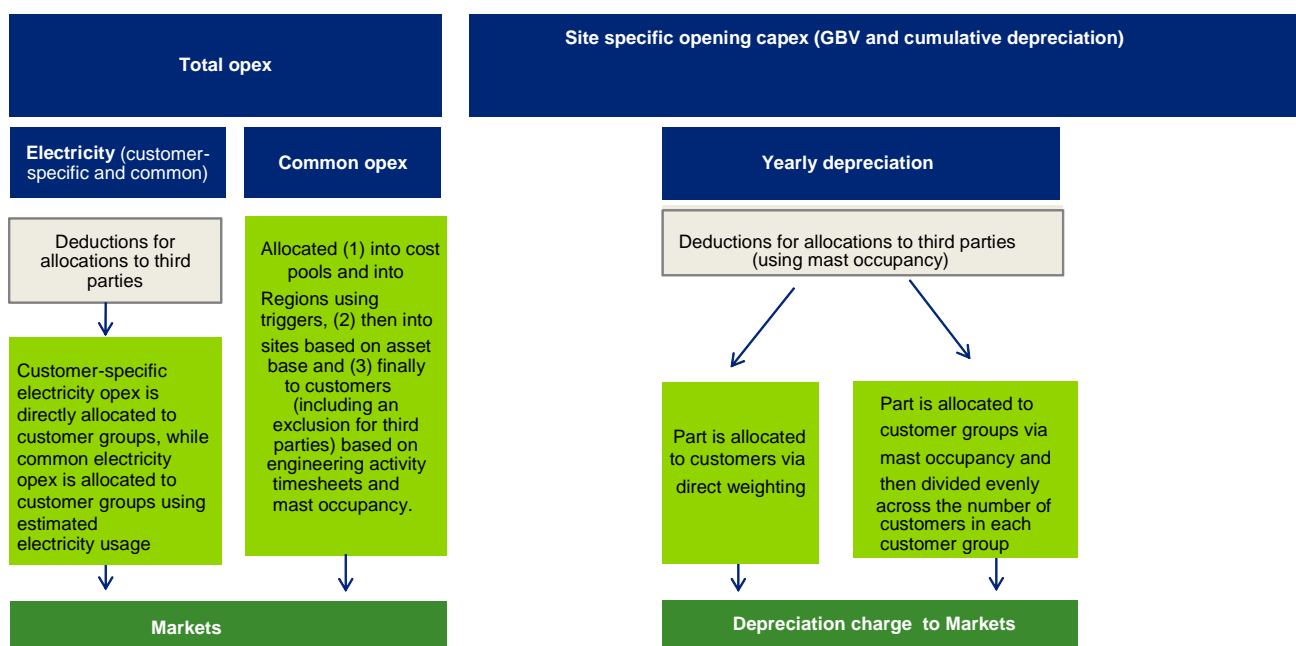 Total opex
Site specific opening capex (GBV and cumulative depreciation)
Electricity (customer-
specific and common)
Common opex
Yearly depreciation
Deductions for
allocations to third
parties
Customer-specific
electricity opex is
directly allocated to
customer groups, while
common electricity
opex is allocated to
customer groups using
estimated
electricity usage
Allocated (1) into cost
pools and into
Regions using
triggers, (2) then into
sites based on asset
base and (3) finally
to customers
(including an
exclusion for third
parties) based on
engineering activity
timesheets and
mast occupancy.
Deductions for allocations to third parties
(using mast occupancy)
Part is allocated
to customers via
direct weighting
Part is allocated to
customer groups via
mast occupancy and
then divided evenly
across the number of
customers in each
customer group
Markets
Depreciation charge to Markets